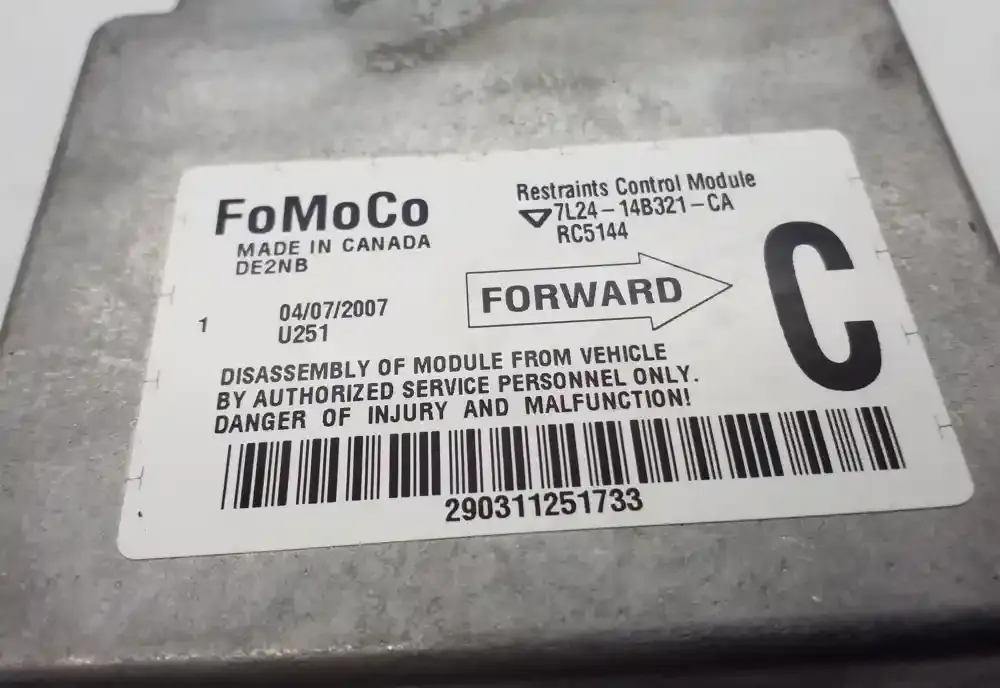 FoMoCo
MADE IN CANADA
DE2NB
Restraints Control Module
7L24-14B321-CA
RC5144
FORWARD
C
1
04/07/2007
U251
DISASSEMBLY OF MODULE FROM VEHICLE
BY AUTHORIZED SERVICE PERSONNEL ONLY.
DANGER OF INJURY AND MALFUNCTION!
290311251733